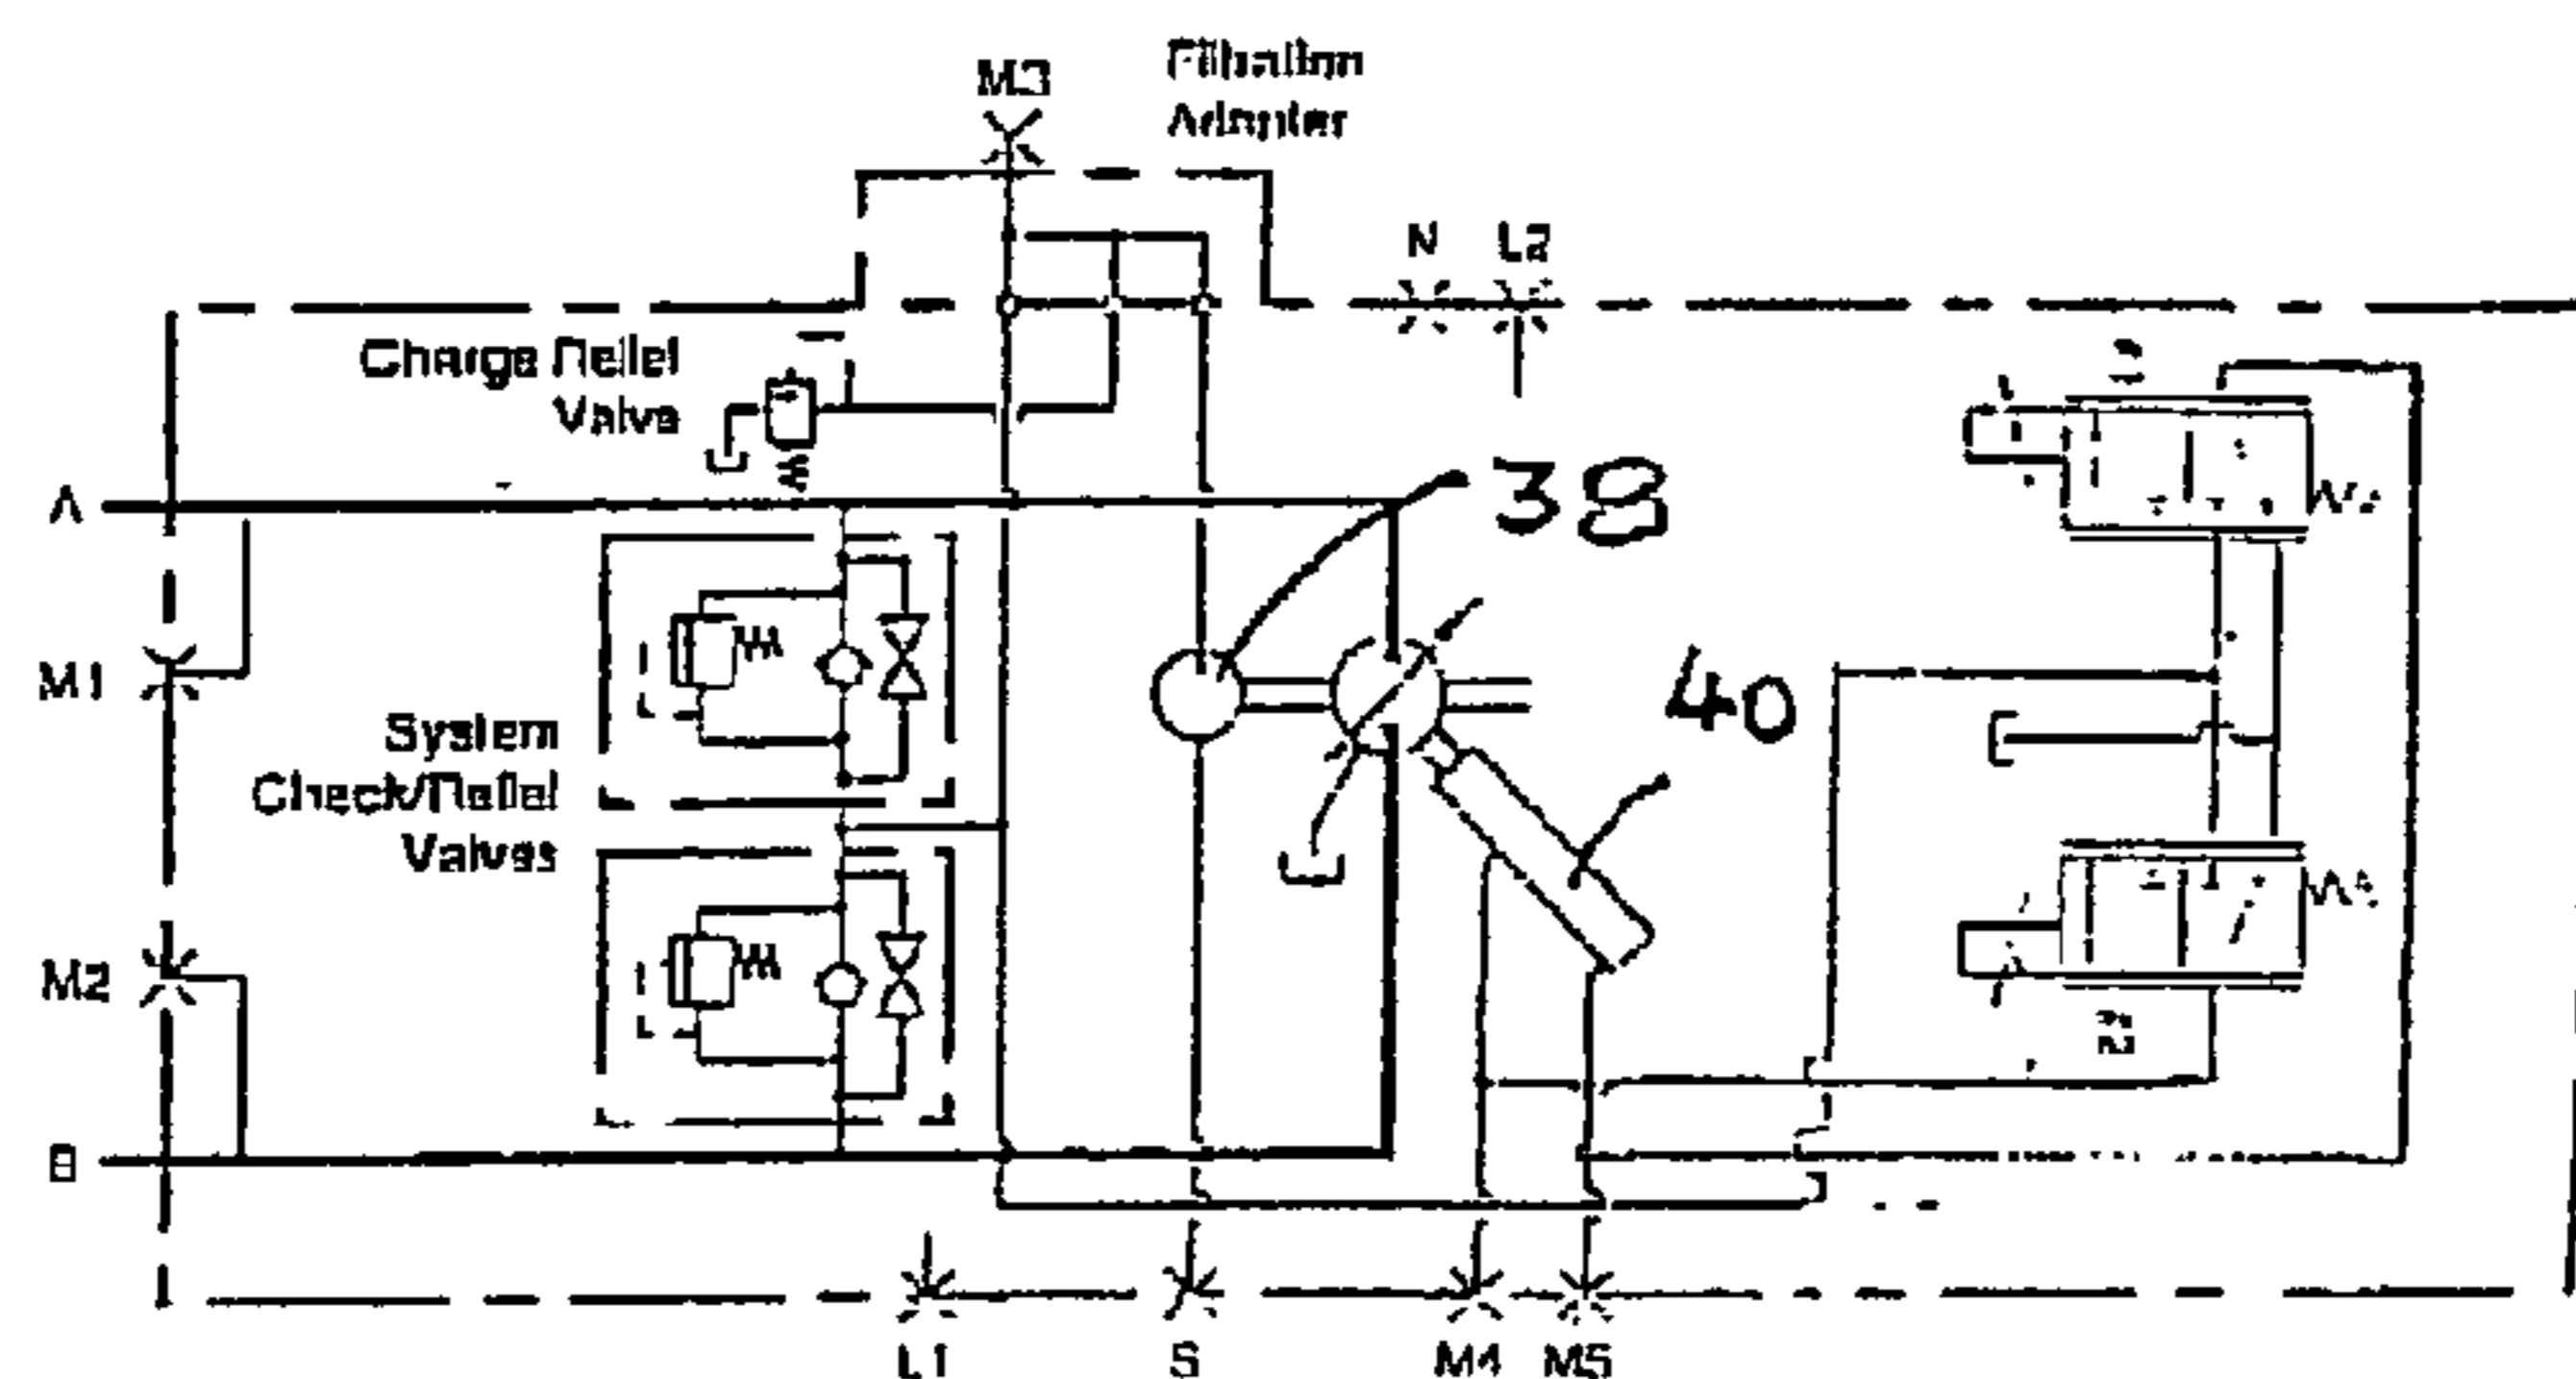 M3
Filtration
Adapter
N L2
Charge Relief
Valve
A
38
M1
40
System
Check/Relief
Valves
M2
B
L1 S M4 M5